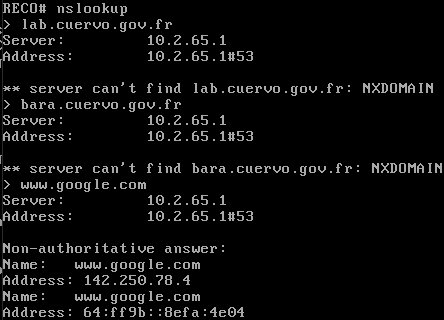 RECO# nslookup
> lab.cuervo.gov.fr
Server:         10.2.65.1
Address:        10.2.65.1#53

** server can't find lab.cuervo.gov.fr: NXDOMAIN
> bara.cuervo.gov.fr
Server:         10.2.65.1
Address:        10.2.65.1#53

** server can't find bara.cuervo.gov.fr: NXDOMAIN
> www.google.com
Server:         10.2.65.1
Address:        10.2.65.1#53

Non-authoritative answer:
Name:   www.google.com
Address: 142.250.78.4
Name:   www.google.com
Address: 64:ff9b::8efa:4e04